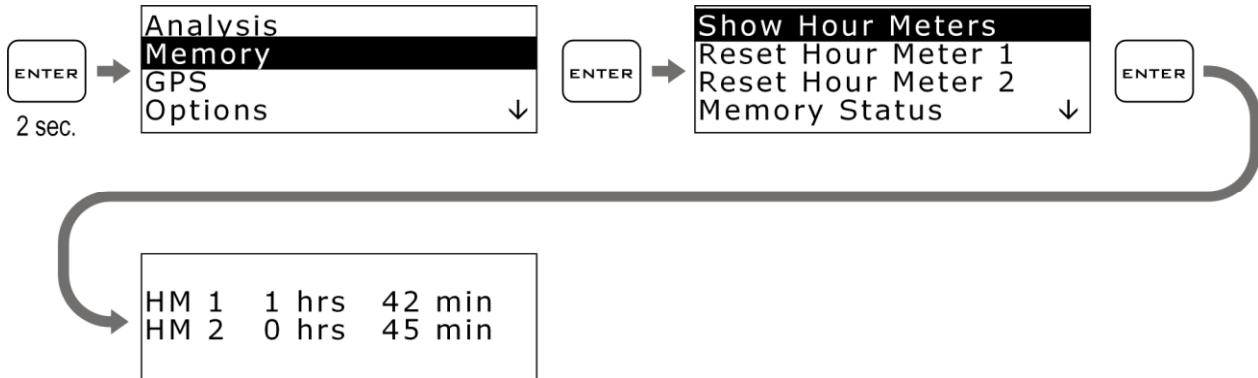 ENTER
2 sec.
Analysis
Memory
GPS
Options ↓
ENTER
Show Hour Meters
Reset Hour Meter 1
Reset Hour Meter 2
Memory Status ↓
ENTER
HM 1 1 hrs 42 min
HM 2 0 hrs 45 min